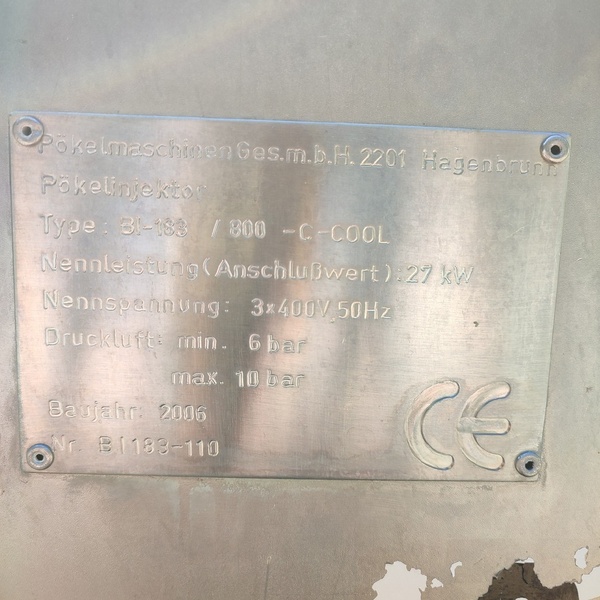 Pökelmaschinen Ges.m.b.H. 2201 Hagenbrunn
Pökelinjektor
Type: BI-183 / 800 -C-COOL
Nennleistung (Anschlußwert): 27 kW
Nennspannung: 3x400V, 50Hz
Druckluft: min. 6 bar
max. 10 bar
Baujahr: 2006
Nr. BI183-110
CE